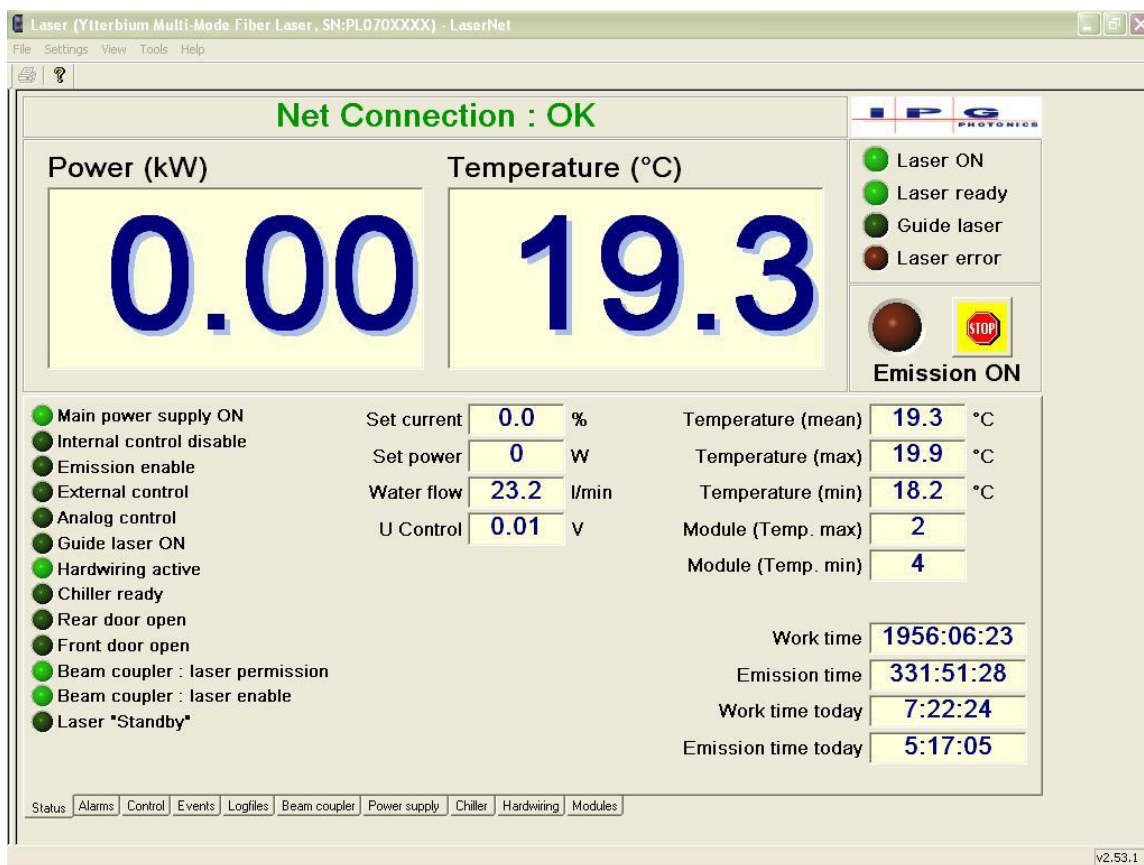 Laser (Ytterbium Multi-Mode Fiber Laser, SN:PL070XXXX) - LaserNet
File Settings View Tools Help
Net Connection : OK
IPG
PHOTONICS
Power (kW)
0.00
Temperature (°C)
19.3
Laser ON
Laser ready
Guide laser
Laser error
STOP
Emission ON
Main power supply ON
Internal control disable
Emission enable
External control
Analog control
Guide laser ON
Hardwiring active
Chiller ready
Rear door open
Front door open
Beam coupler : laser permission
Beam coupler : laser enable
Laser "Standby"
Set current 0.0 %
Set power 0 W
Water flow 23.2 l/min
U Control 0.01 V
Temperature (mean) 19.3 °C
Temperature (max) 19.9 °C
Temperature (min) 18.2 °C
Module (Temp. max) 2
Module (Temp. min) 4
Work time 1956:06:23
Emission time 331:51:28
Work time today 7:22:24
Emission time today 5:17:05
Status Alarms Control Events Logfiles Beam coupler Power supply Chiller Hardwiring Modules
v2.53.1